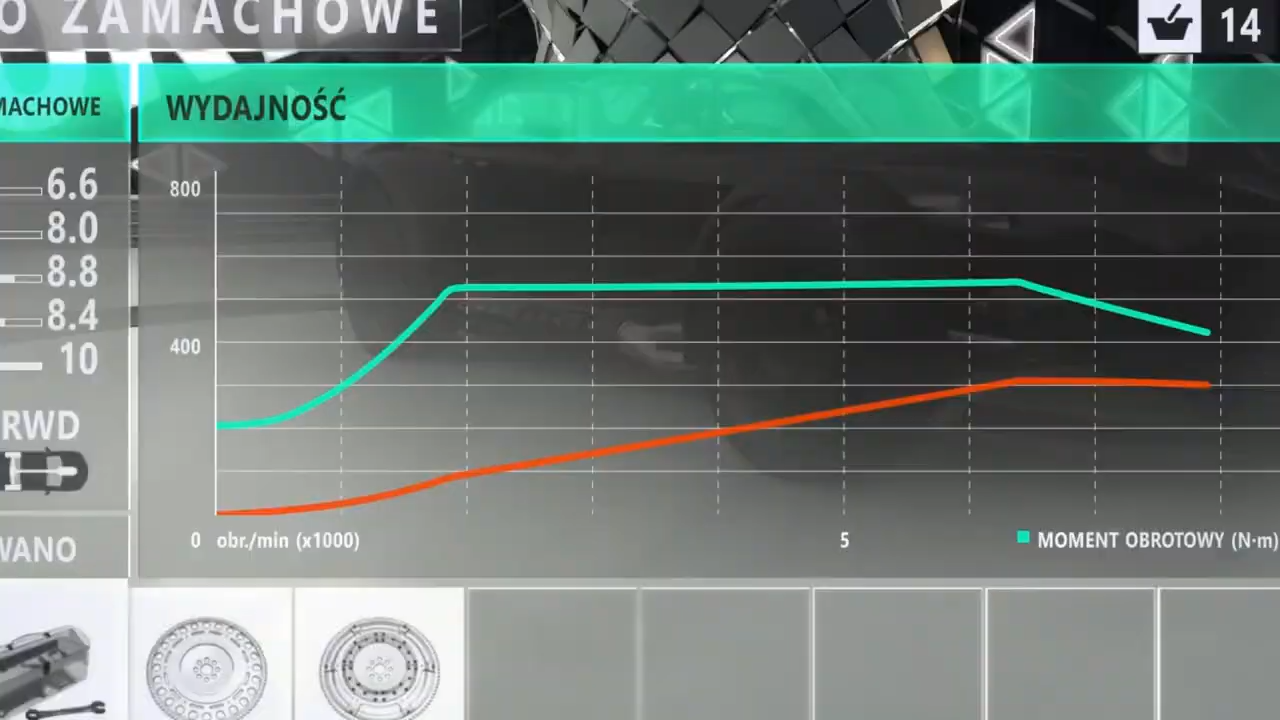 O ZAMACHOWE
14
MACHOWE
WYDAJNOŚĆ
6.6
8.0
8.8
8.4
10
RWD
WANO
800
400
0 obr./min (x1000)
5
MOMENT OBROTOWY (N·m)